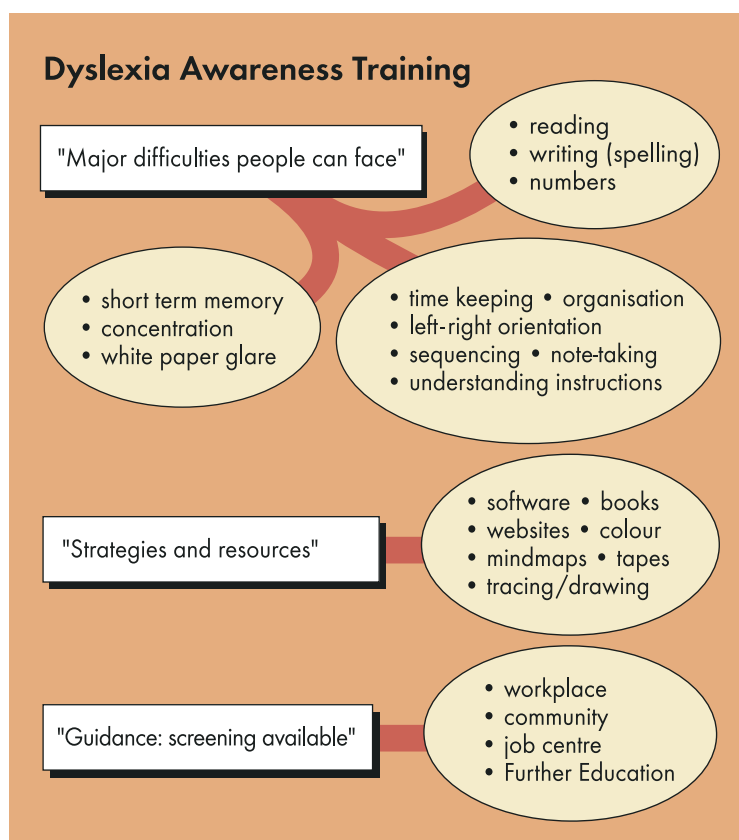 Dyslexia Awareness Training
"Major difficulties people can face"
• reading
• writing (spelling)
• numbers
• short term memory
• concentration
• white paper glare
• time keeping • organisation
• left-right orientation
• sequencing • note-taking
• understanding instructions
"Strategies and resources"
• software • books
• websites • colour
• mindmaps • tapes
• tracing/drawing
"Guidance: screening available"
• workplace
• community
• job centre
• Further Education